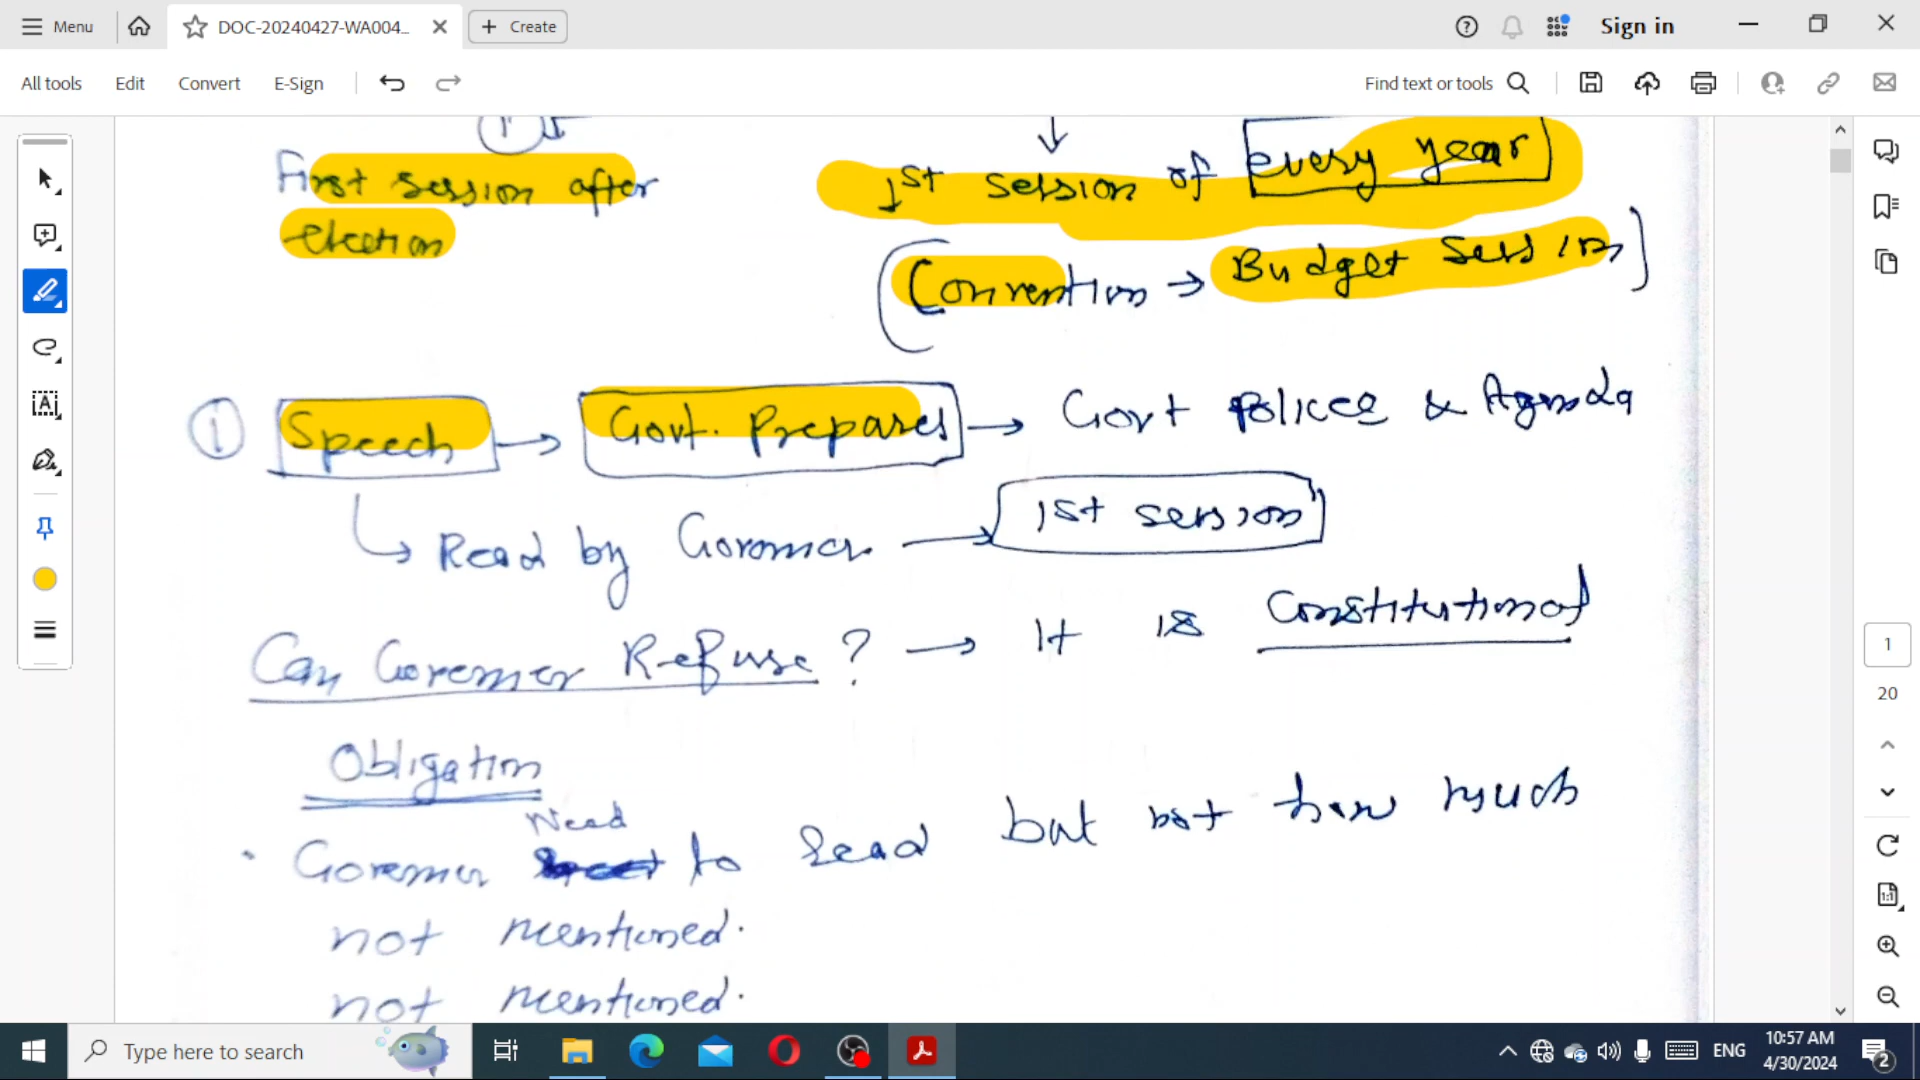 Menu
DOC-20240427-WA004...
Create
Sign in
All tools Edit Convert E-Sign
Find text or tools
First session after
election
1st session of every year
(Convention → Budget session)
① Speech → Govt. Prepares → Govt Polices & Agenda
Read by Governor → 1st session
Can Governor Refuse? → It is Constitutional
Obligation
Need
• Governor to read but not how much
not mentioned.
not mentioned.
1
20
Type here to search
ENG
10:57 AM
4/30/2024
2